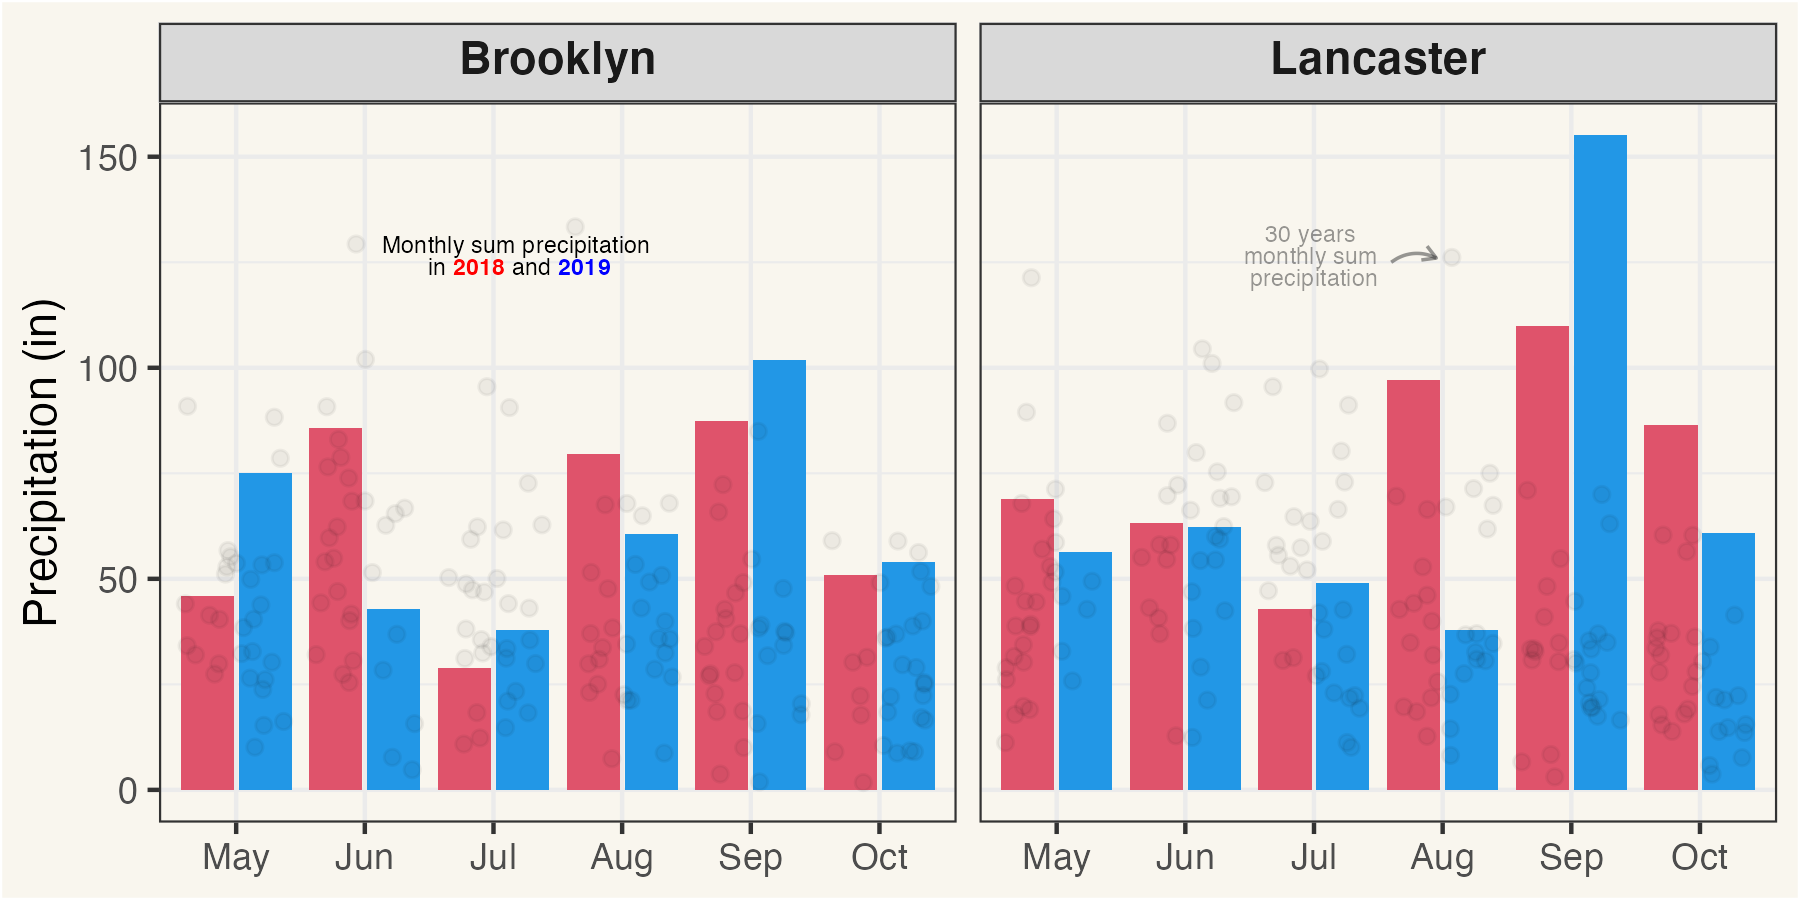 Brooklyn
Lancaster
Precipitation (in)
150
100
50
0
Monthly sum precipitation
in 2018 and 2019
30 years
monthly sum
precipitation
May Jun Jul Aug Sep Oct
May Jun Jul Aug Sep Oct